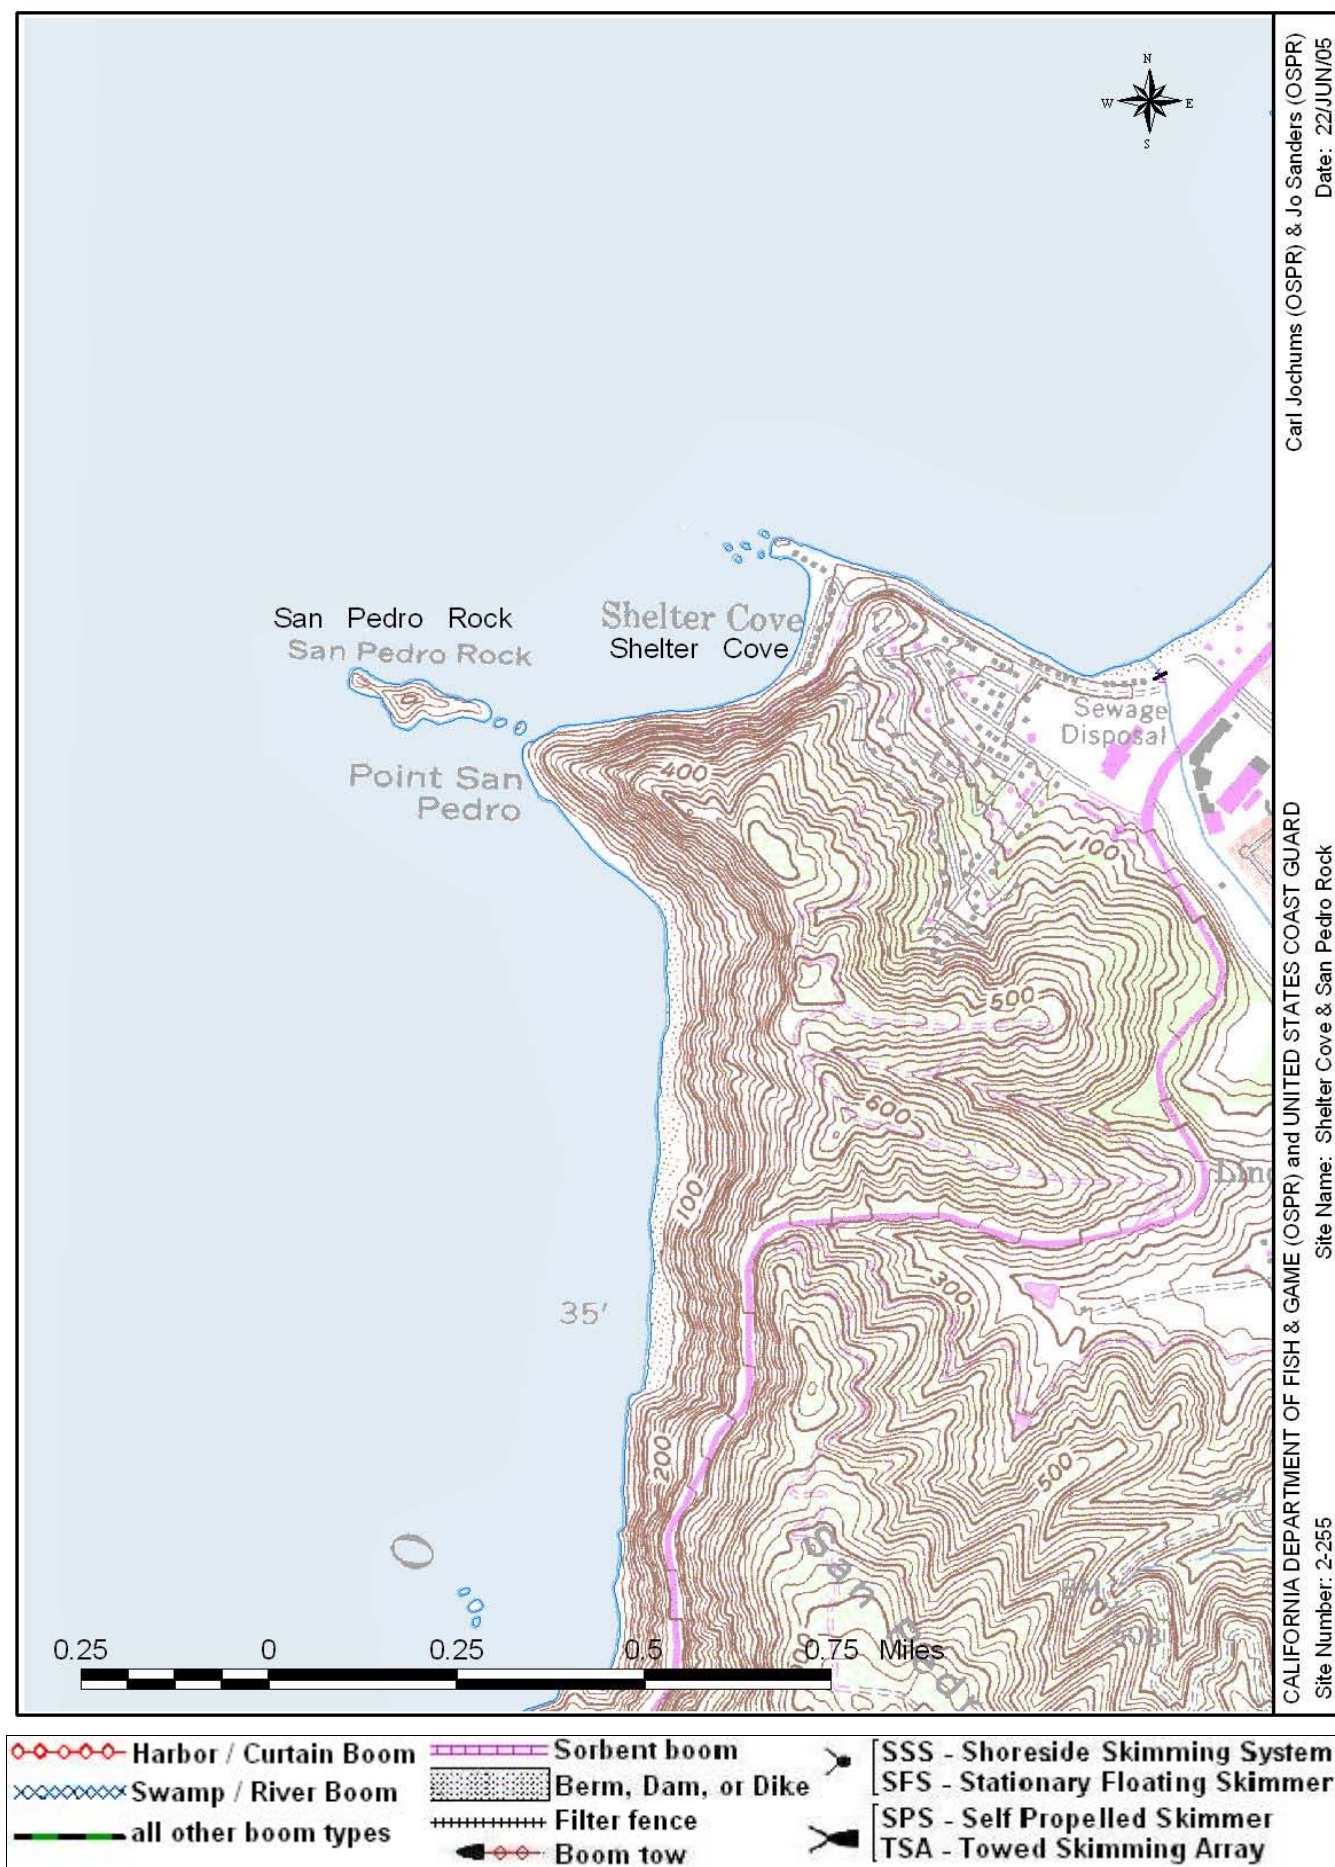 N
W E
S
Carl Jochums (OSPR) & Jo Sanders (OSPR)
Date: 22/JUN/05
San Pedro Rock
San Pedro Rock
Shelter Cove
Shelter Cove
Sewage
Disposal
Point San
Pedro
400
100
500
600
100
35'
300
200
500
San Pedr
O
BM
Linc
0.25 0 0.25 0.5 0.75 Miles
CALIFORNIA DEPARTMENT OF FISH & GAME (OSPR) and UNITED STATES COAST GUARD
Site Number: 2-255 Site Name: Shelter Cove & San Pedro Rock
Harbor / Curtain Boom
Swamp / River Boom
all other boom types
Sorbent boom
Berm, Dam, or Dike
Filter fence
Boom tow
SSS - Shoreside Skimming System
SFS - Stationary Floating Skimmer
SPS - Self Propelled Skimmer
TSA - Towed Skimming Array